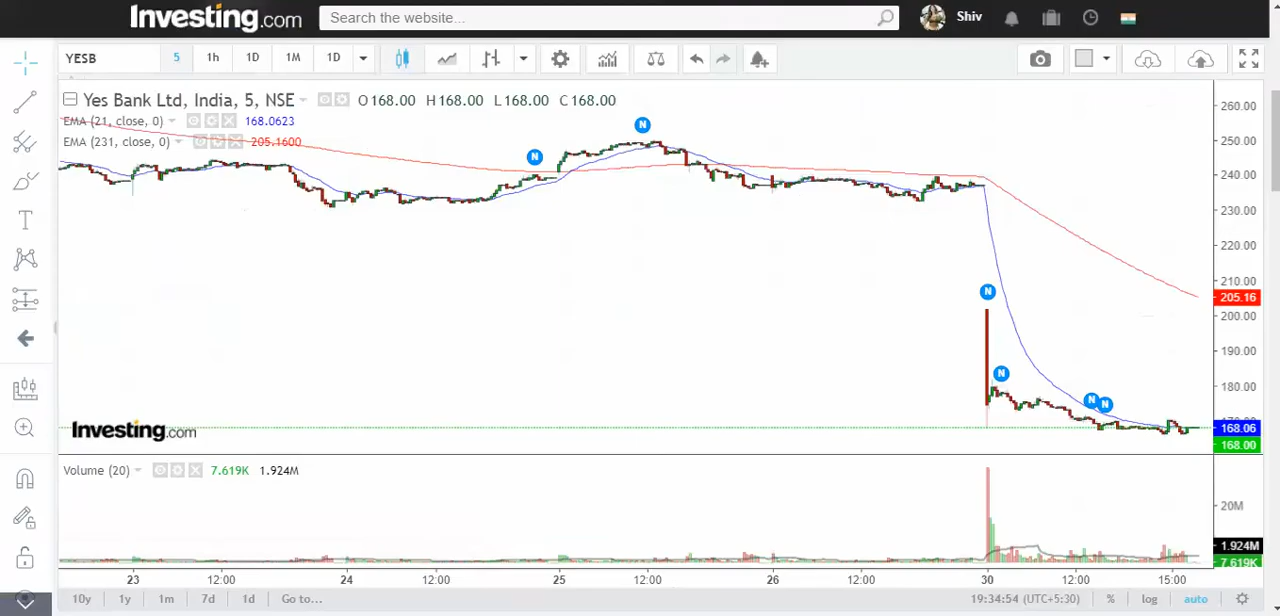 Investing.com
Search the website...
Shiv
YESB 5 1h 1D 1M 1D
Yes Bank Ltd, India, 5, NSE O 168.00 H 168.00 L 168.00 C 168.00
EMA (21, close, 0) 168.0623
EMA (231, close, 0) 205.1600
N
N
N
N
N
N
260.00
250.00
240.00
230.00
220.00
210.00
205.16
200.00
190.00
180.00
168.06
168.00
Investing.com
Volume (20) 7.619K 1.924M
20M
1.924M
7.619K
23 12:00 24 12:00 25 12:00 26 12:00 30 12:00 15:00
10y 1y 1m 7d 1d Go to... 19:34:54 (UTC+5:30) % log auto